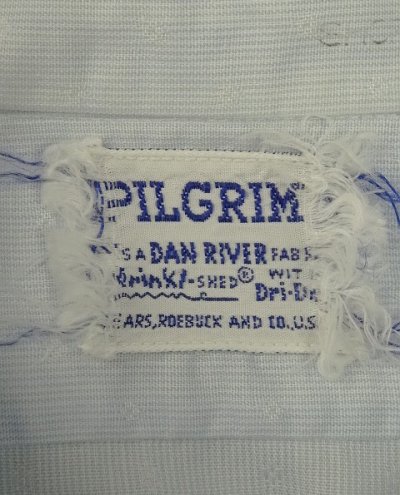 PILGRIM
'S A DAN RIVER FAB
Wrinkl-SHED® WIT
Dri-D
EARS, ROEBUCK AND CO., U.S.